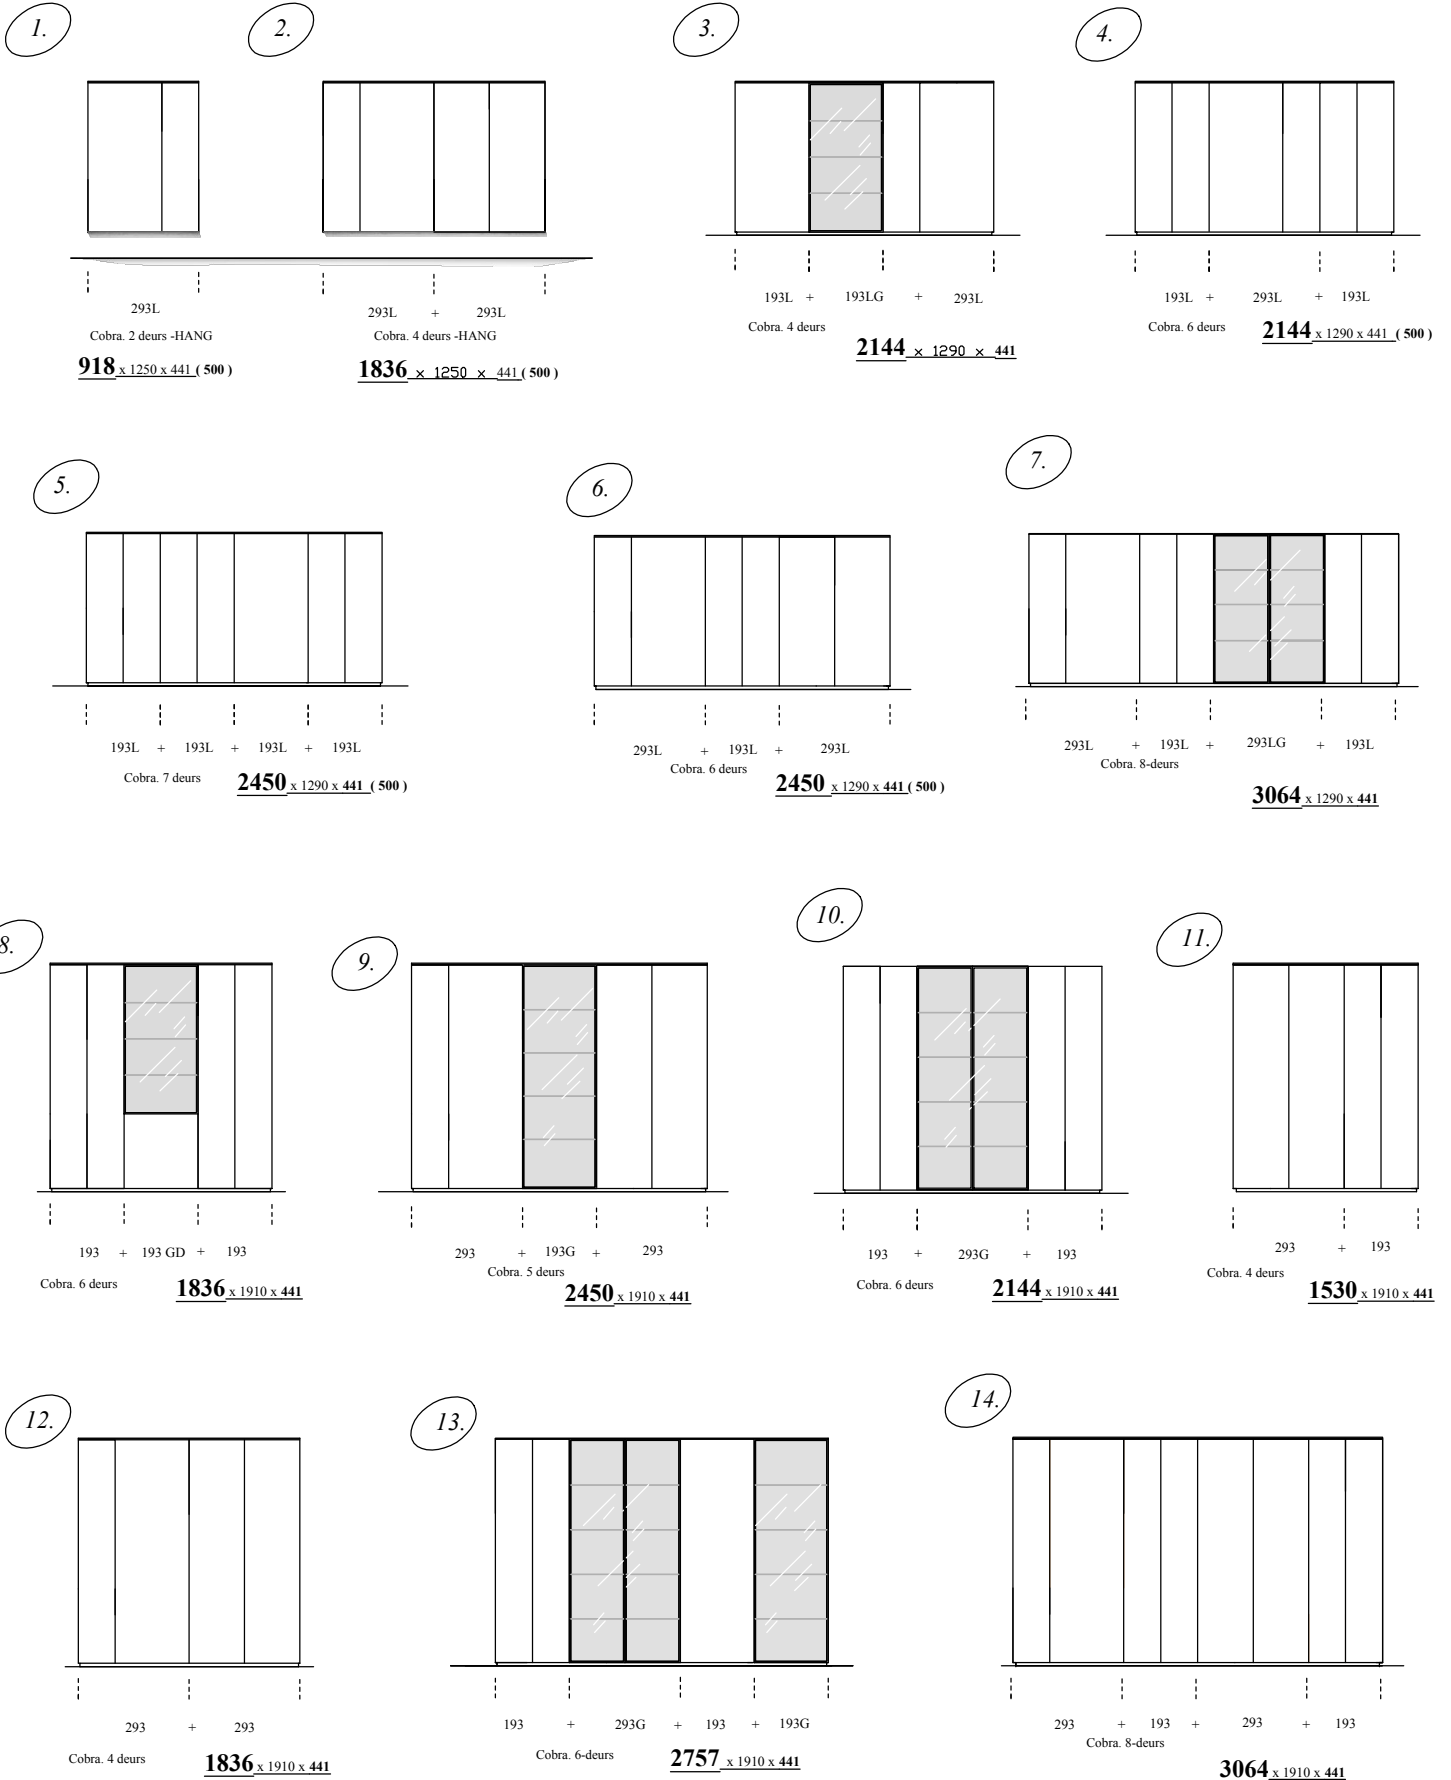 1.
2.
3.
4.
293L
Cobra. 2 deurs -HANG
918 x 1250 x 441 ( 500 )
293L + 293L
Cobra. 4 deurs -HANG
1836 x 1250 x 441 ( 500 )
193L + 193LG + 293L
Cobra. 4 deurs
2144 x 1290 x 441
193L + 293L + 193L
Cobra. 6 deurs
2144 x 1290 x 441 ( 500 )
5.
6.
7.
193L + 193L + 193L + 193L
Cobra. 7 deurs
2450 x 1290 x 441 ( 500 )
293L + 193L + 293L
Cobra. 6 deurs
2450 x 1290 x 441 ( 500 )
293L + 193L + 293LG + 193L
Cobra. 8-deurs
3064 x 1290 x 441
8.
9.
10.
11.
193 + 193 GD + 193
Cobra. 6 deurs
1836 x 1910 x 441
293 + 193G + 293
Cobra. 5 deurs
2450 x 1910 x 441
193 + 293G + 193
Cobra. 6 deurs
2144 x 1910 x 441
293 + 193
Cobra. 4 deurs
1530 x 1910 x 441
12.
13.
14.
293 + 293
Cobra. 4 deurs
1836 x 1910 x 441
193 + 293G + 193 + 193G
Cobra. 6-deurs
2757 x 1910 x 441
293 + 193 + 293 + 193
Cobra. 8-deurs
3064 x 1910 x 441